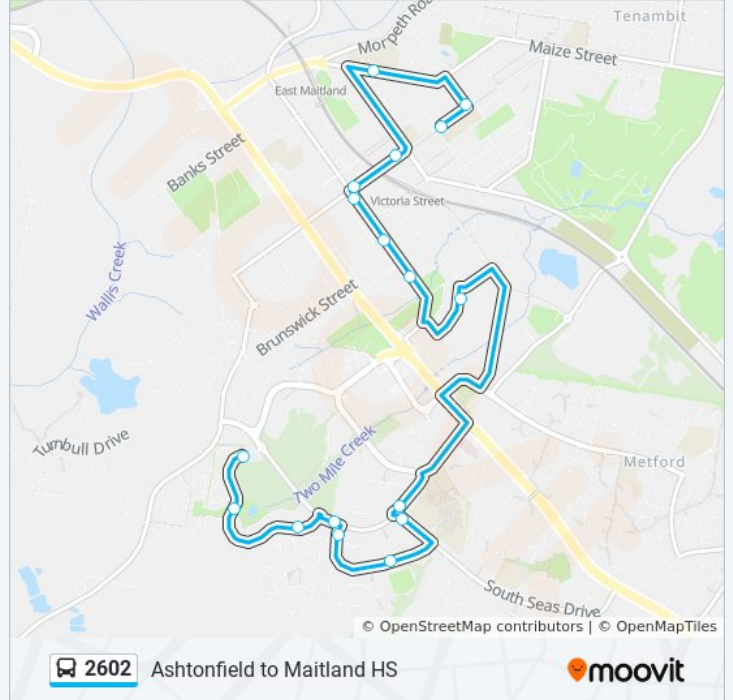 Tenambit
Morpeth Roa
Maize Street
East Maitland
Banks Street
Victoria Street
Wallis Creek
Brunswick Street
Turnbull Drive
Two Mile Creek
Metford
South Seas Drive
© OpenStreetMap contributors | © OpenMapTiles
2602 Ashtonfield to Maitland HS
moovit